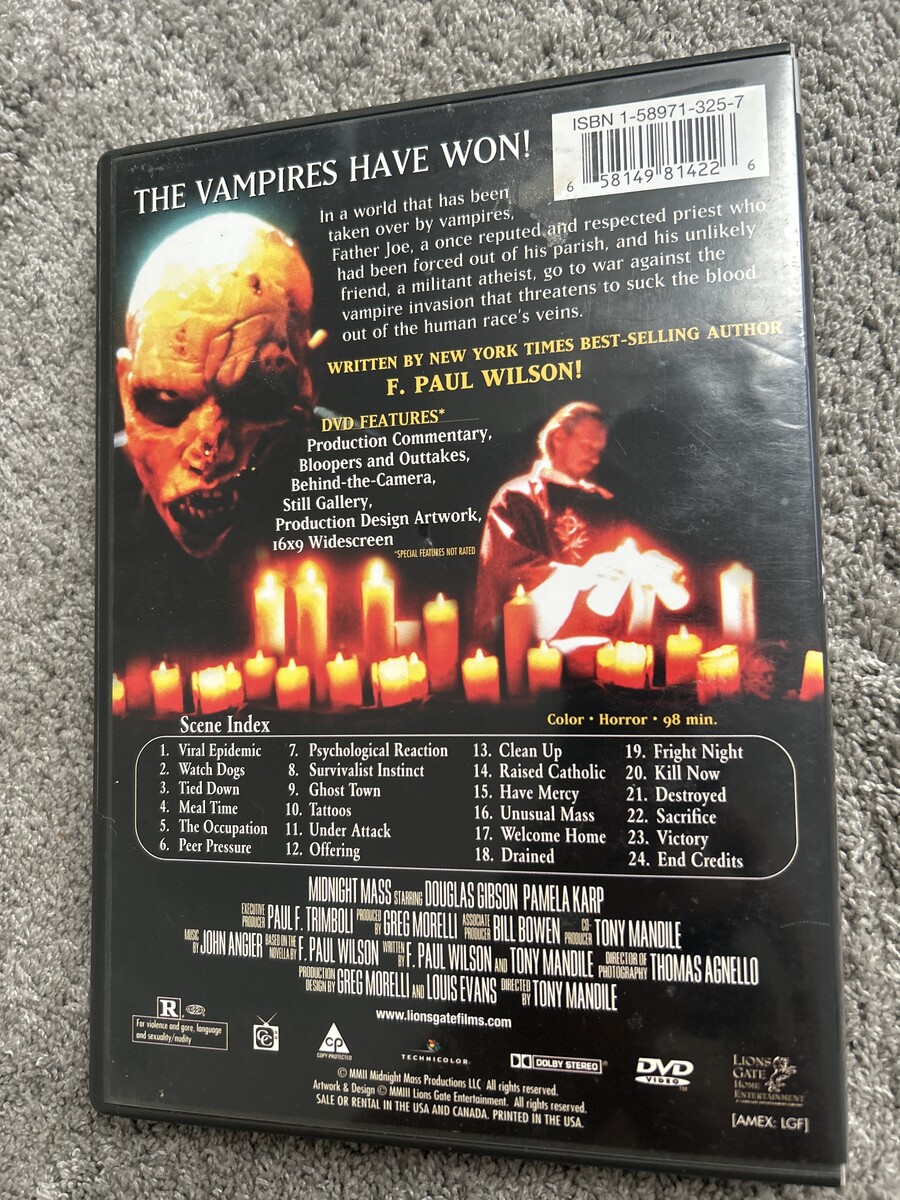 ISBN 1-58971-325-7
6 58149 81422 6
THE VAMPIRES HAVE WON!
In a world that has been
taken over by vampires,
Father Joe, a once reputed and respected priest who
had been forced out of his parish, and his unlikely
friend, a militant atheist, go to war against the
vampire invasion that threatens to suck the blood
out of the human race's veins.
WRITTEN BY NEW YORK TIMES BEST-SELLING AUTHOR
F. PAUL WILSON!
DVD FEATURES*
Production Commentary,
Bloopers and Outtakes,
Behind-the-Camera,
Still Gallery,
Production Design Artwork,
16x9 Widescreen
*SPECIAL FEATURES NOT RATED
Scene Index
Color • Horror • 98 min.
1. Viral Epidemic
2. Watch Dogs
3. Tied Down
4. Meal Time
5. The Occupation
6. Peer Pressure
7. Psychological Reaction
8. Survivalist Instinct
9. Ghost Town
10. Tattoos
11. Under Attack
12. Offering
13. Clean Up
14. Raised Catholic
15. Have Mercy
16. Unusual Mass
17. Welcome Home
18. Drained
19. Fright Night
20. Kill Now
21. Destroyed
22. Sacrifice
23. Victory
24. End Credits
MIDNIGHT MASS STARRING DOUGLAS GIBSON PAMELA KARP
EXECUTIVE PRODUCER PAUL F. TRIMBOLI PRODUCED BY GREG MORELLI ASSOCIATE PRODUCER BILL BOWEN CO-PRODUCER TONY MANDILE
MUSIC BY JOHN ANGIER BASED ON THE NOVELLA BY F. PAUL WILSON WRITTEN BY F. PAUL WILSON AND TONY MANDILE DIRECTOR OF PHOTOGRAPHY THOMAS AGNELLO
PRODUCTION DESIGN BY GREG MORELLI AND LOUIS EVANS DIRECTED BY TONY MANDILE
www.lionsgatefilms.com
R
For violence and gore, language
and sexuality/nudity
CC
CP
COPY PROTECTED
TECHNICOLOR
DOLBY STEREO
DVD
VIDEO
LIONS
GATE
HOME
ENTERTAINMENT
© MMII Midnight Mass Productions LLC All rights reserved.
Artwork & Design © MMIII Lions Gate Entertainment. All rights reserved.
SALE OR RENTAL IN THE USA AND CANADA. PRINTED IN THE USA.
[AMEX: LGF]